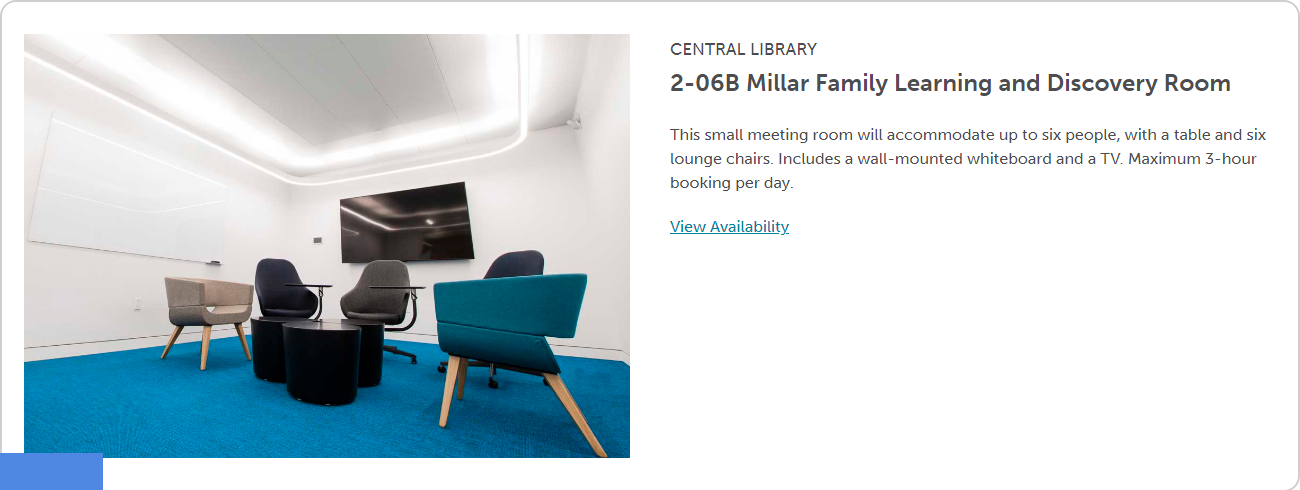 CENTRAL LIBRARY
2-06B Millar Family Learning and Discovery Room
This small meeting room will accommodate up to six people, with a table and six
lounge chairs. Includes a wall-mounted whiteboard and a TV. Maximum 3-hour
booking per day.
View Availability